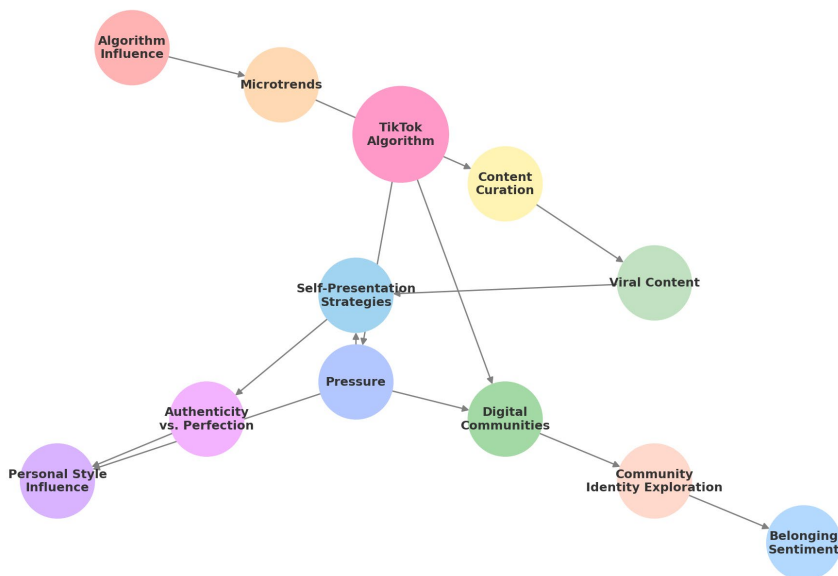 Algorithm
Influence
Microtrends
TikTok
Algorithm
Content
Curation
Viral Content
Self-Presentation
Strategies
Pressure
Authenticity
vs. Perfection
Digital
Communities
Personal Style
Influence
Community
Identity Exploration
Belonging
Sentiment